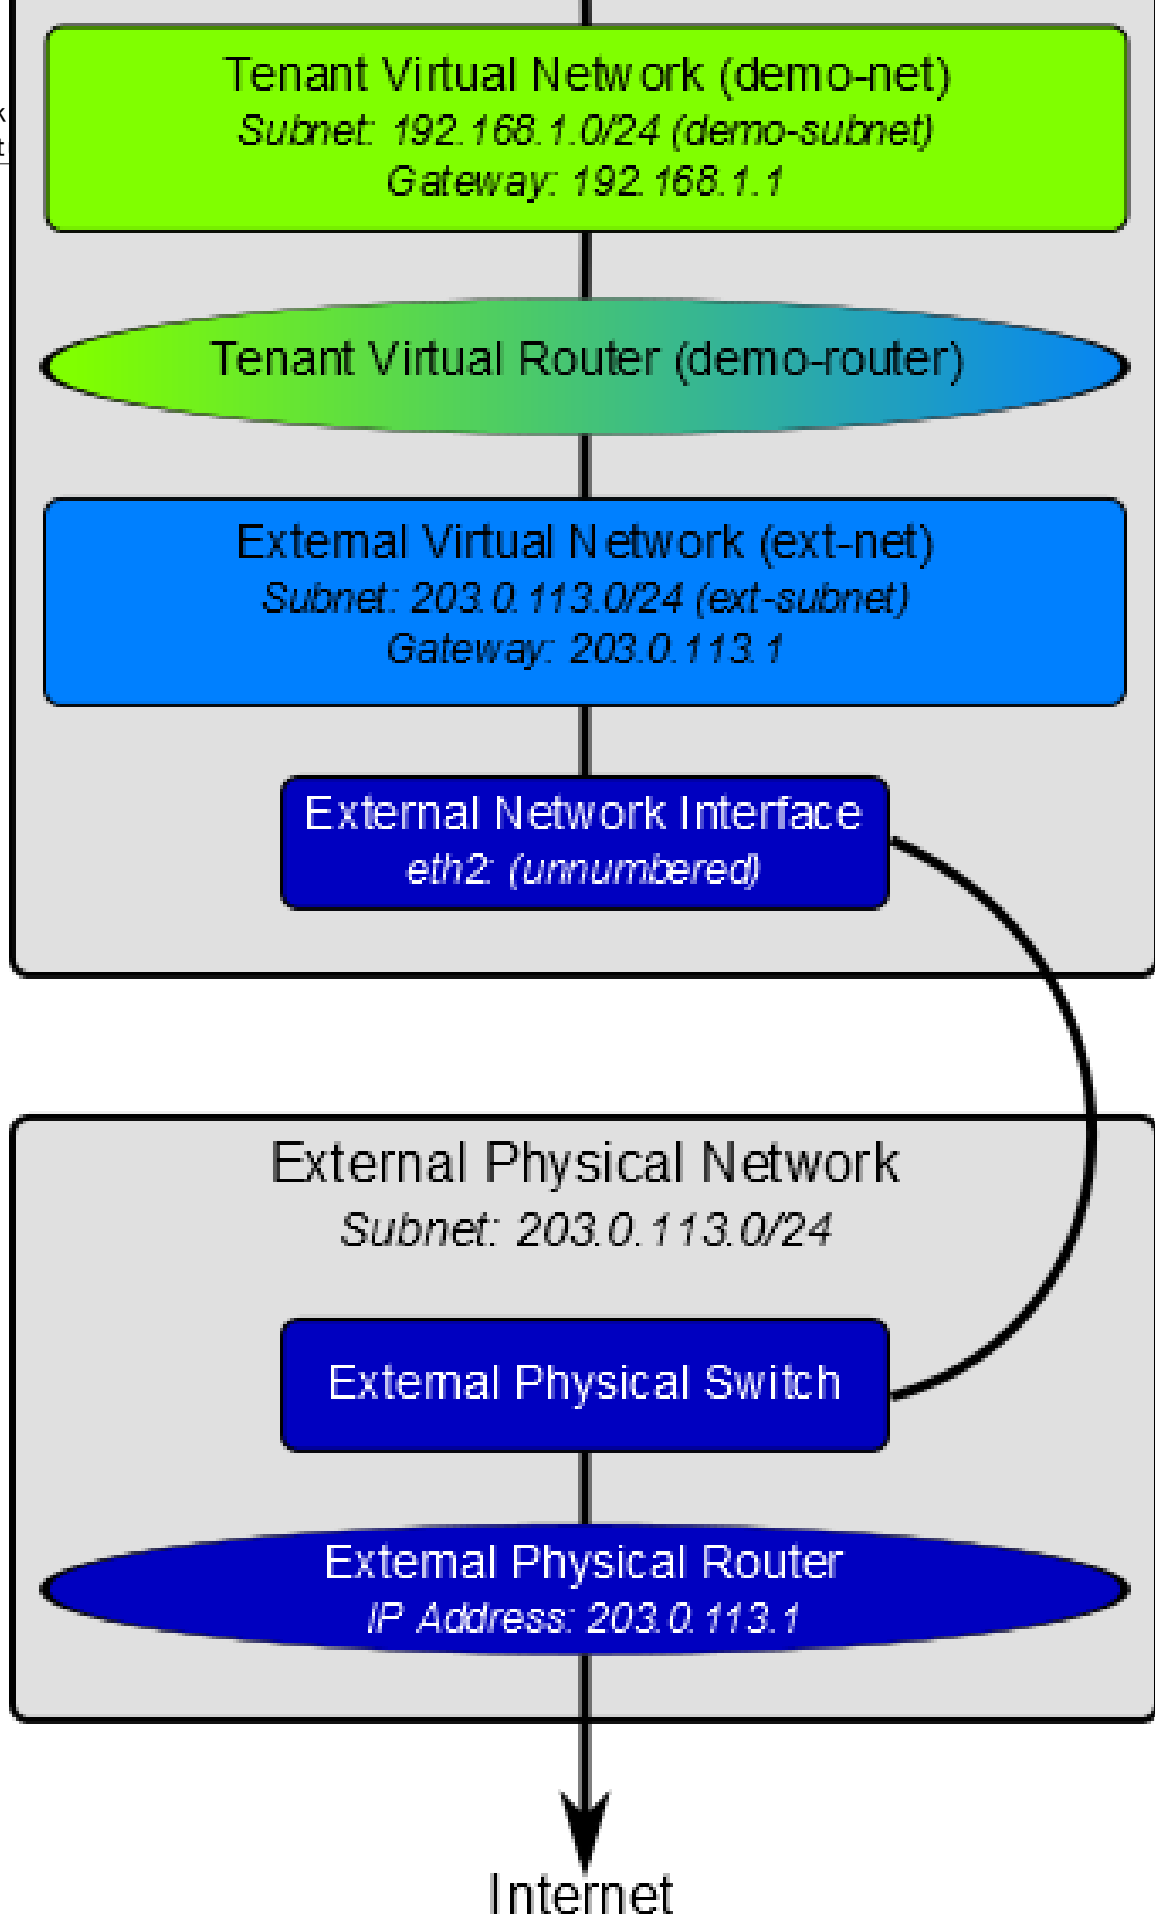 Tenant Virtual Network (demo-net)
Subnet: 192.168.1.0/24 (demo-subnet)
Gateway: 192.168.1.1
Tenant Virtual Router (demo-router)
External Virtual Network (ext-net)
Subnet: 203.0.113.0/24 (ext-subnet)
Gateway: 203.0.113.1
External Network Interface
eth2: (unnumbered)
External Physical Network
Subnet: 203.0.113.0/24
External Physical Switch
External Physical Router
IP Address: 203.0.113.1
Internet